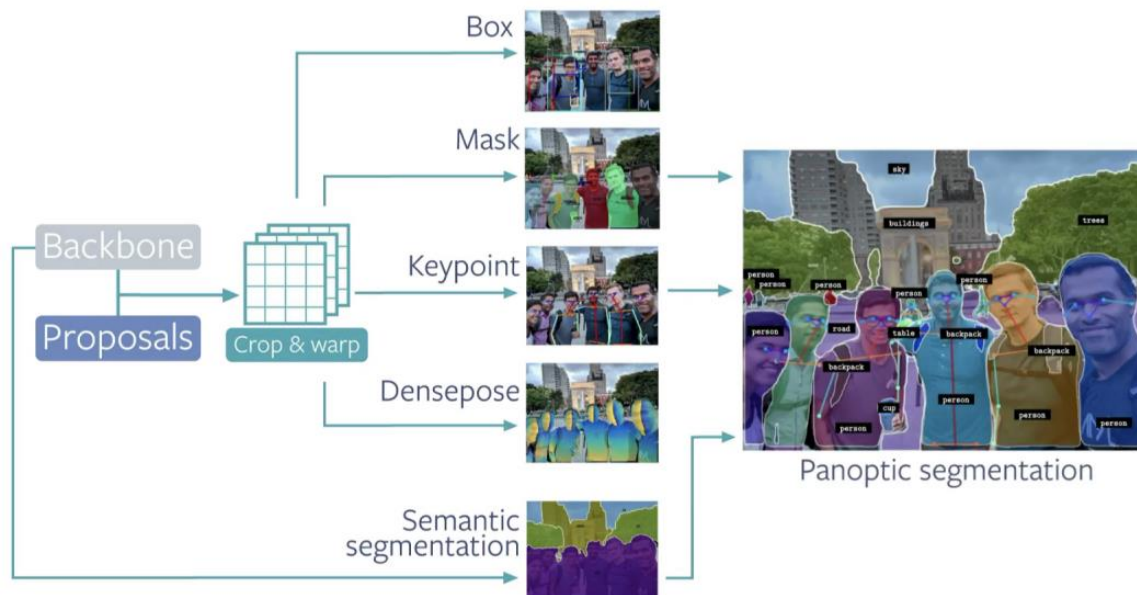 Box
Mask
Backbone
Keypoint
Proposals
Crop & warp
Densepose
Semantic
segmentation
sky
buildings
trees
person
person
person
person
person
person
road
table
backpack
backpack
backpack
person
cup
person
person
person
Panoptic segmentation